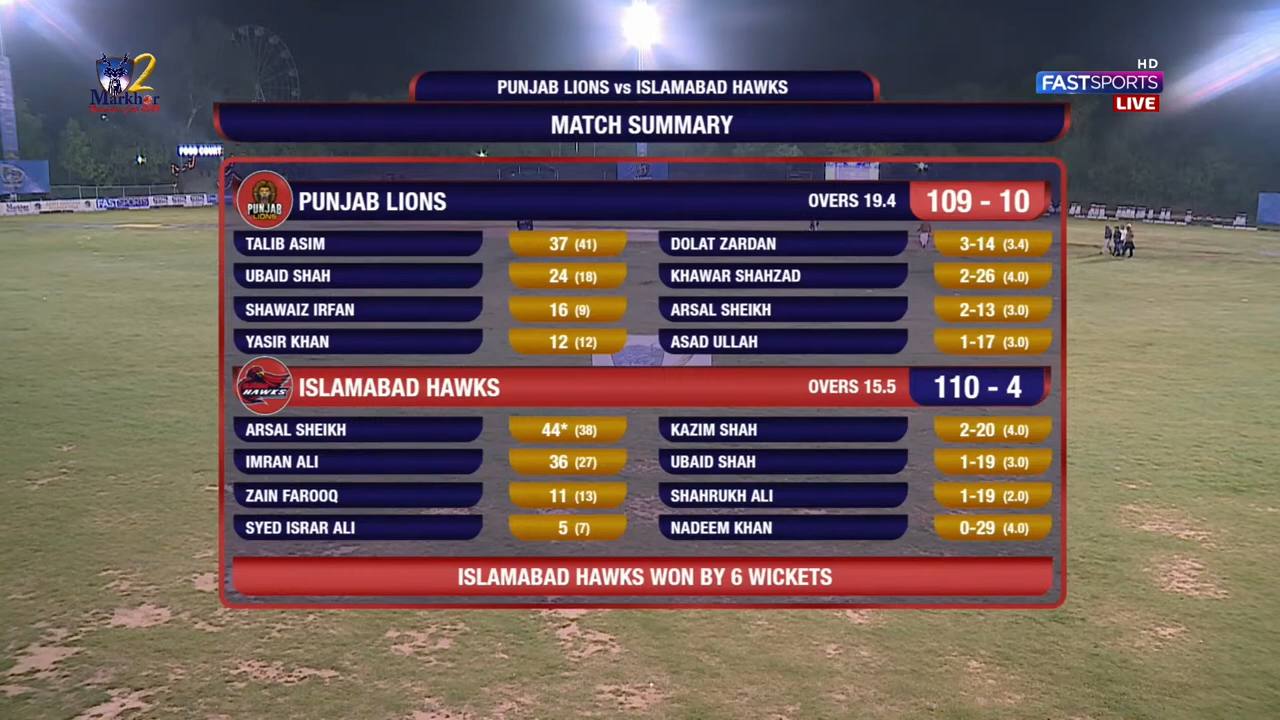 2
Markhor
HD
FASTSPORTS
LIVE
PUNJAB LIONS vs ISLAMABAD HAWKS
MATCH SUMMARY
FASTSPORTS
PUNJAB LIONS
PUNJAB LIONS OVERS 19.4 109 - 10
TALIB ASIM 37 (41) DOLAT ZARDAN 3-14 (3.4)
UBAID SHAH 24 (18) KHAWAR SHAHZAD 2-26 (4.0)
SHAWAIZ IRFAN 16 (9) ARSAL SHEIKH 2-13 (3.0)
YASIR KHAN 12 (12) ASAD ULLAH 1-17 (3.0)
HAWKS
ISLAMABAD HAWKS OVERS 15.5 110 - 4
ARSAL SHEIKH 44* (38) KAZIM SHAH 2-20 (4.0)
IMRAN ALI 36 (27) UBAID SHAH 1-19 (3.0)
ZAIN FAROOQ 11 (13) SHAHRUKH ALI 1-19 (2.0)
SYED ISRAR ALI 5 (7) NADEEM KHAN 0-29 (4.0)
ISLAMABAD HAWKS WON BY 6 WICKETS